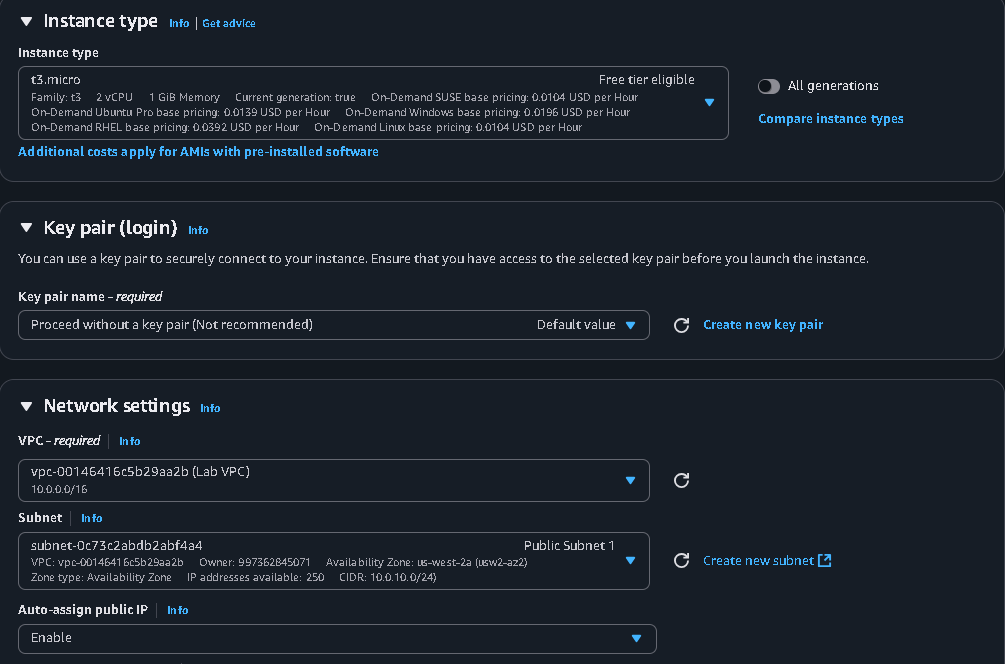 Instance type Info | Get advice
Instance type
t3.micro Free tier eligible
Family: t3 2 vCPU 1 GiB Memory Current generation: true On-Demand SUSE base pricing: 0.0104 USD per Hour
On-Demand Ubuntu Pro base pricing: 0.0139 USD per Hour On-Demand Windows base pricing: 0.0196 USD per Hour
On-Demand RHEL base pricing: 0.0392 USD per Hour On-Demand Linux base pricing: 0.0104 USD per Hour
All generations
Compare instance types
Additional costs apply for AMIs with pre-installed software
Key pair (login) Info
You can use a key pair to securely connect to your instance. Ensure that you have access to the selected key pair before you launch the instance.
Key pair name - required
Proceed without a key pair (Not recommended) Default value
Create new key pair
Network settings Info
VPC - required | Info
vpc-00146416c5b29aa2b (Lab VPC)
10.0.0.0/16
Subnet | Info
subnet-0c73c2abdb2abf4a4 Public Subnet 1
VPC: vpc-00146416c5b29aa2b Owner: 997362845071 Availability Zone: us-west-2a (usw2-az2)
Zone type: Availability Zone IP addresses available: 250 CIDR: 10.0.10.0/24)
Create new subnet
Auto-assign public IP | Info
Enable